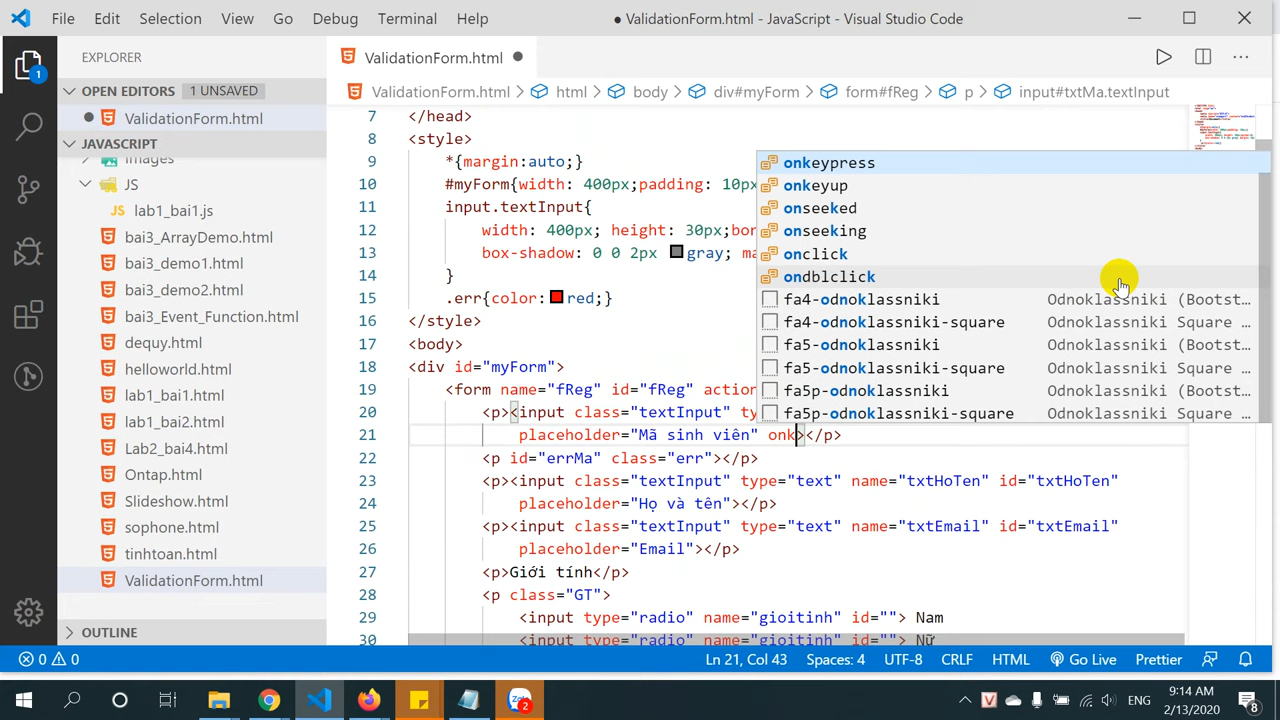 File Edit Selection View Go Debug Terminal Help
● ValidationForm.html - JavaScript - Visual Studio Code
EXPLORER
OPEN EDITORS 1 UNSAVED
ValidationForm.html
JAVASCRIPT
images
JS
JS lab1_bai1.js
bai3_ArrayDemo.html
bai3_demo1.html
bai3_demo2.html
bai3_Event_Function.html
dequy.html
helloworld.html
lab1_bai1.html
lab1_bai2.html
Lab2_bai4.html
Ontap.html
Slideshow.html
sophone.html
tinhtoan.html
ValidationForm.html
OUTLINE
1
ValidationForm.html
ValidationForm.html > html > body > div#myForm > form#fReg > p > input#txtMa.textInput
7 </head>
8 <style>
9 *{margin:auto;}
10 #myForm{width: 400px;padding: 10px
11 input.textInput{
12 width: 400px; height: 30px;bor
13 box-shadow: 0 0 2px gray; ma
14 }
15 .err{color: red;}
16 </style>
17 <body>
18 <div id="myForm">
19 <form name="fReg" id="fReg" action
20 <p><input class="textInput" ty
21 placeholder="Mã sinh viên" onk></p>
22 <p id="errMa" class="err"></p>
23 <p><input class="textInput" type="text" name="txtHoTen" id="txtHoTen"
24 placeholder="Họ và tên"></p>
25 <p><input class="textInput" type="text" name="txtEmail" id="txtEmail"
26 placeholder="Email"></p>
27 <p>Giới tính</p>
28 <p class="GT">
29 <input type="radio" name="gioitinh" id=""> Nam
30 <input type="radio" name="gioitinh" id=""> Nữ
onkeypress
onkeyup
onseeked
onseeking
onclick
ondblclick
fa4-odnoklassniki Odnoklassniki (Bootst…
fa4-odnoklassniki-square Odnoklassniki Square …
fa5-odnoklassniki Odnoklassniki (Bootst…
fa5-odnoklassniki-square Odnoklassniki Square …
fa5p-odnoklassniki Odnoklassniki (Bootst…
fa5p-odnoklassniki-square Odnoklassniki Square …
0 0 Ln 21, Col 43 Spaces: 4 UTF-8 CRLF HTML Go Live Prettier
Zalo 2
ENG
9:14 AM
2/13/2020
8